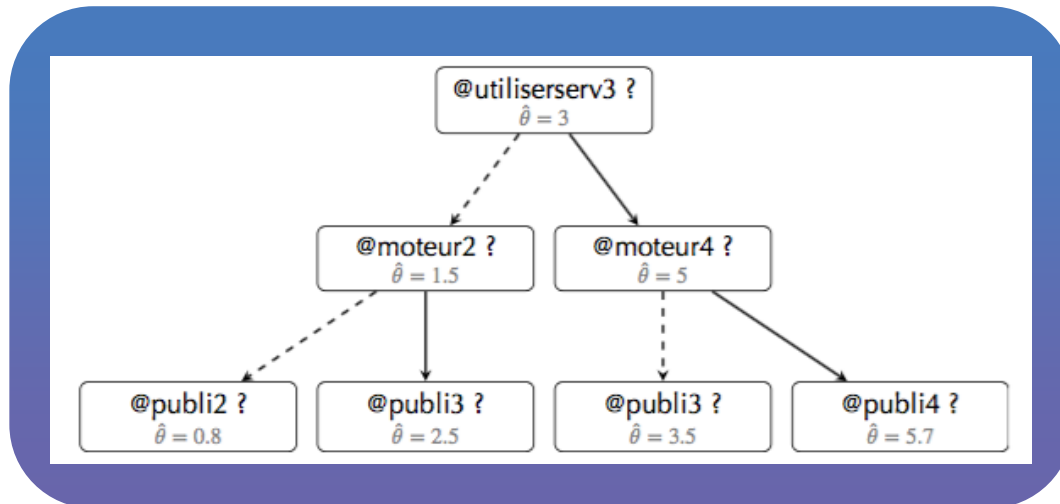 @utiliserserv3 ?
θ̂ = 3
@moteur2 ?
θ̂ = 1.5
@moteur4 ?
θ̂ = 5
@publi2 ?
θ̂ = 0.8
@publi3 ?
θ̂ = 2.5
@publi3 ?
θ̂ = 3.5
@publi4 ?
θ̂ = 5.7